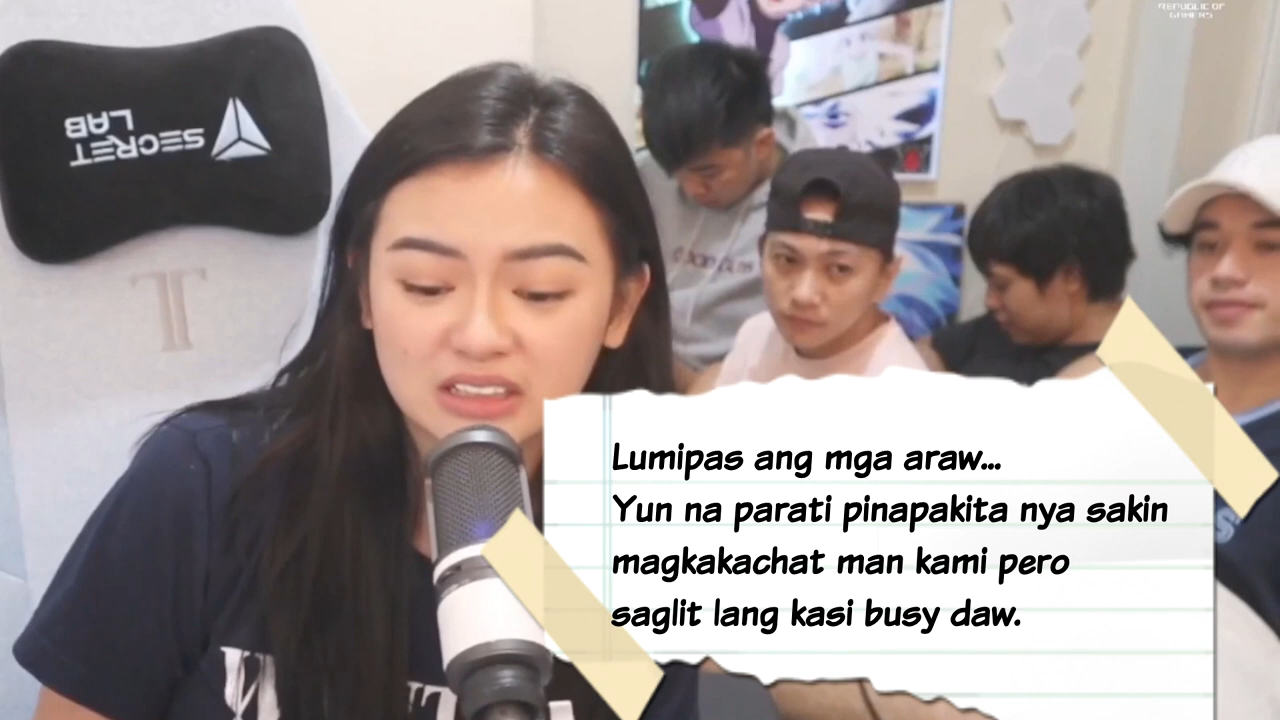 REPUBLIC OF
GAMERS
SECRET
LAB
Lumipas ang mga araw...
Yun na parati pinapakita nya sakin
magkakachat man kami pero
saglit lang kasi busy daw.